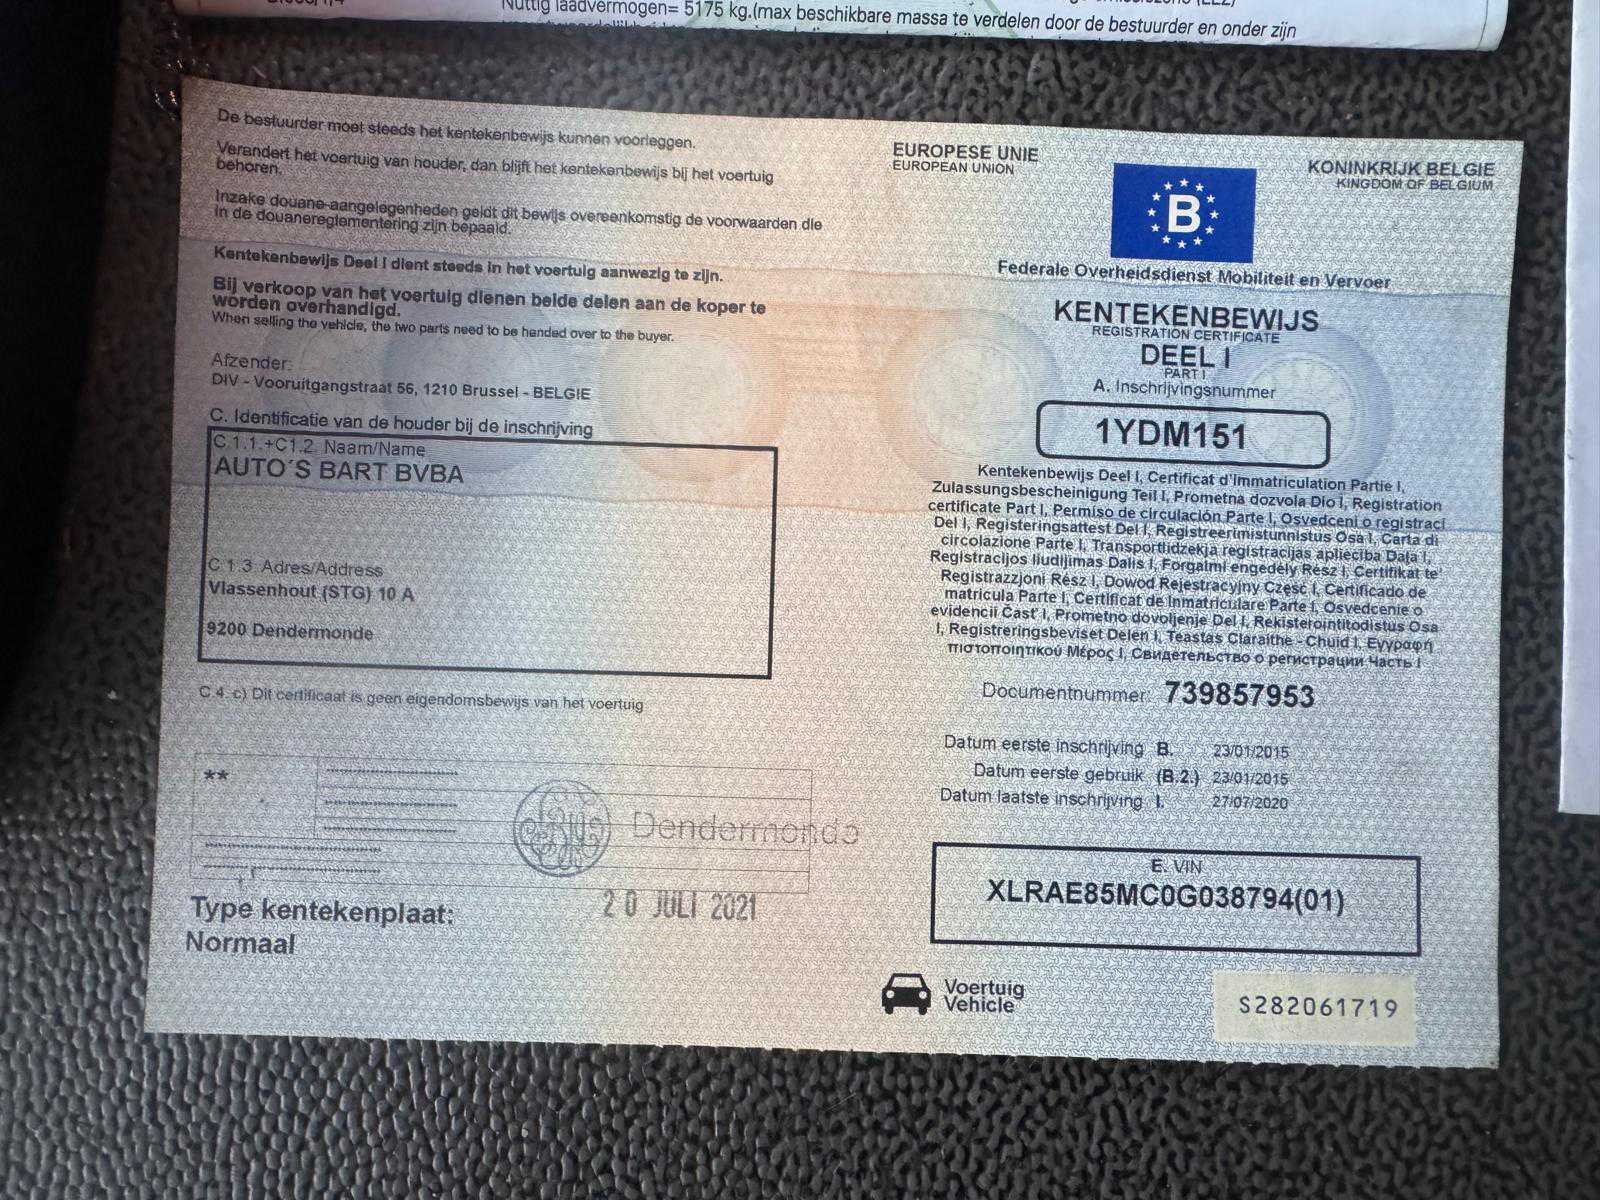 Nuttig laadvermogen= 5175 kg.(max beschikbare massa te verdelen door de bestuurder en onder zijn
De bestuurder moet steeds het kentekenbewijs kunnen voorleggen.
Verandert het voertuig van houder, dan blijft het kentekenbewijs bij het voertuig
behoren.
Inzake douane-aangelegenheden geldt dit bewijs overeenkomstig de voorwaarden die
in de douanereglementering zijn bepaald.
Kentekenbewijs Deel I dient steeds in het voertuig aanwezig te zijn.
Bij verkoop van het voertuig dienen beide delen aan de koper te
worden overhandigd.
When selling the vehicle, the two parts need to be handed over to the buyer.
Afzender:
DIV - Vooruitgangstraat 56, 1210 Brussel - BELGIE
C. Identificatie van de houder bij de inschrijving
C.1.1.+C1.2. Naam/Name
AUTO´S BART BVBA
C.1.3. Adres/Address
Vlassenhout (STG) 10 A
9200 Dendermonde
C.4. c) Dit certificaat is geen eigendomsbewijs van het voertuig
**
Dendermonde
20 JULI 2021
Type kentekenplaat:
Normaal
EUROPESE UNIE
EUROPEAN UNION
B
KONINKRIJK BELGIE
KINGDOM OF BELGIUM
Federale Overheidsdienst Mobiliteit en Vervoer
KENTEKENBEWIJS
REGISTRATION CERTIFICATE
DEEL I
PART I
A. Inschrijvingsnummer
1YDM151
Kentekenbewijs Deel I, Certificat d'Immatriculation Partie I,
Zulassungsbescheinigung Teil I, Prometna dozvola Dio I, Registration
certificate Part I, Permiso de circulación Parte I, Osvedceni o registraci
Del I, Registeringsattest Del I, Registreerimistunnistus Osa I, Carta di
circolazione Parte I, Transportlidzekja registracijas aplieciba Dala I,
Registracijos liudijimas Dalis I, Forgalmi engedély Rész I, Certifikat te'
Registrazzjoni Rész I, Dowod Rejestracyjny Częsć I, Certificado de
matricula Parte I, Certificat de Inmatriculare Parte I, Osvedcenie o
evidencii Cast' I, Prometno dovoljenje Del I, Rekisterointitodistus Osa
I, Registreringsbeviset Delen I, Teastas Claraithe - Chuid I, Εγγραφή
πιστοποιητικού Μέρος I, Свидетельство о регистрации Часть I
Documentnummer: 739857953
Datum eerste inschrijving B. 23/01/2015
Datum eerste gebruik (B.2.) 23/01/2015
Datum laatste inschrijving I. 27/07/2020
E. VIN
XLRAE85MC0G038794(01)
Voertuig
Vehicle
S282061719